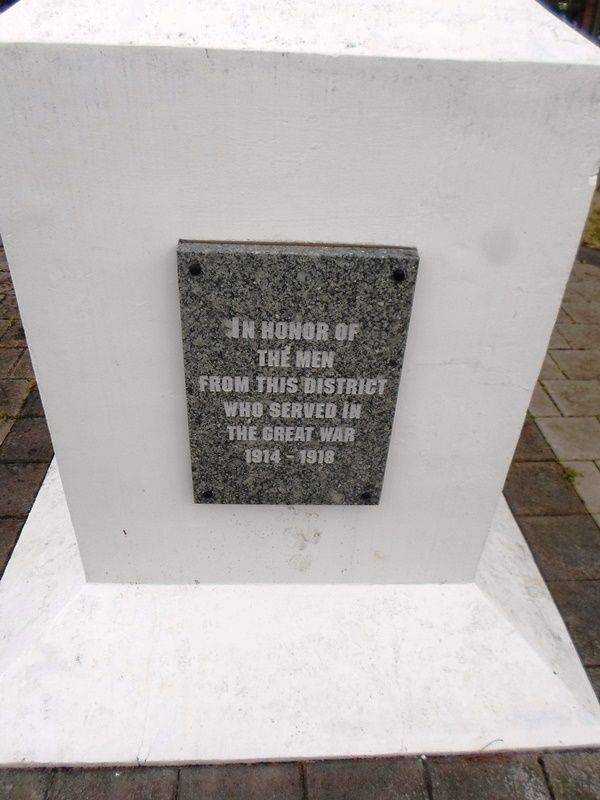 IN HONOR OF
THE MEN
FROM THIS DISTRICT
WHO SERVED IN
THE GREAT WAR
1914 - 1918